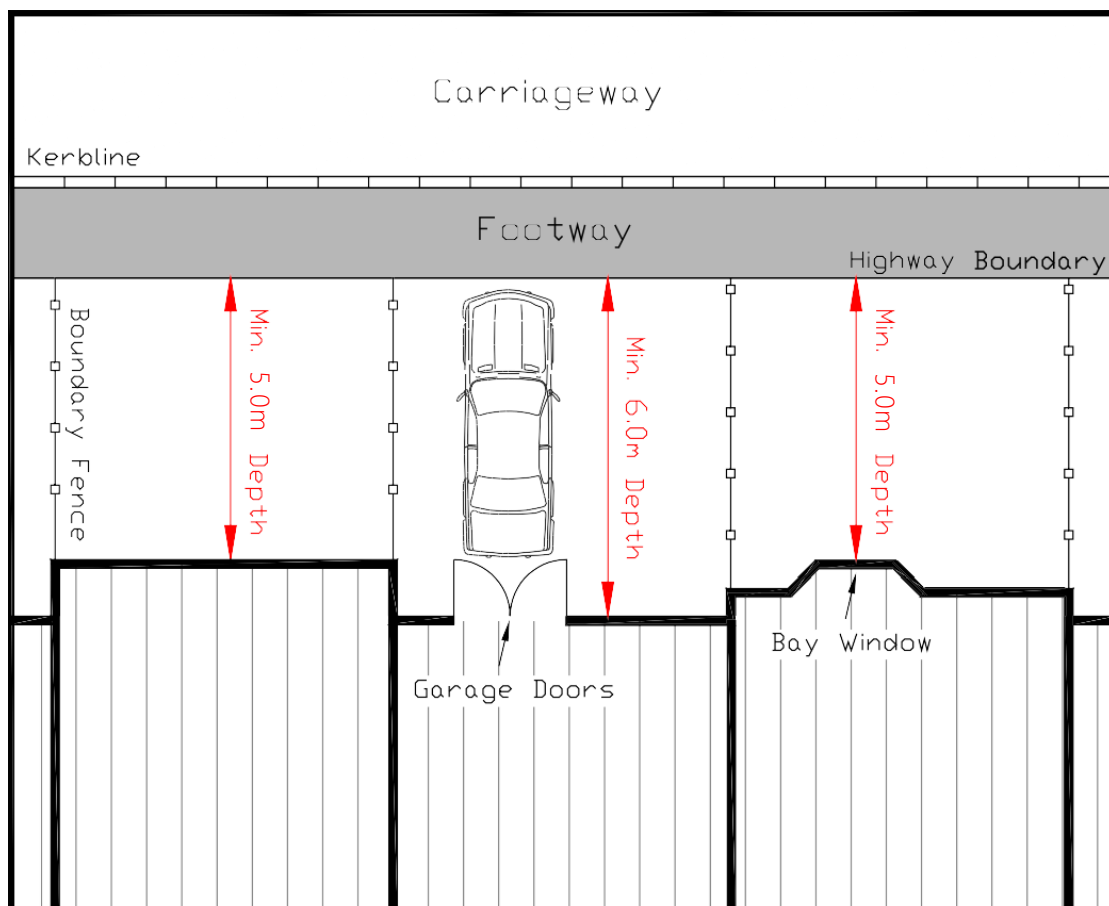 Carriageway
Kerbline
Footway
Highway Boundary
Boundary Fence
Min. 5.0m Depth
Min. 6.0m Depth
Min. 5.0m Depth
Bay Window
Garage Doors